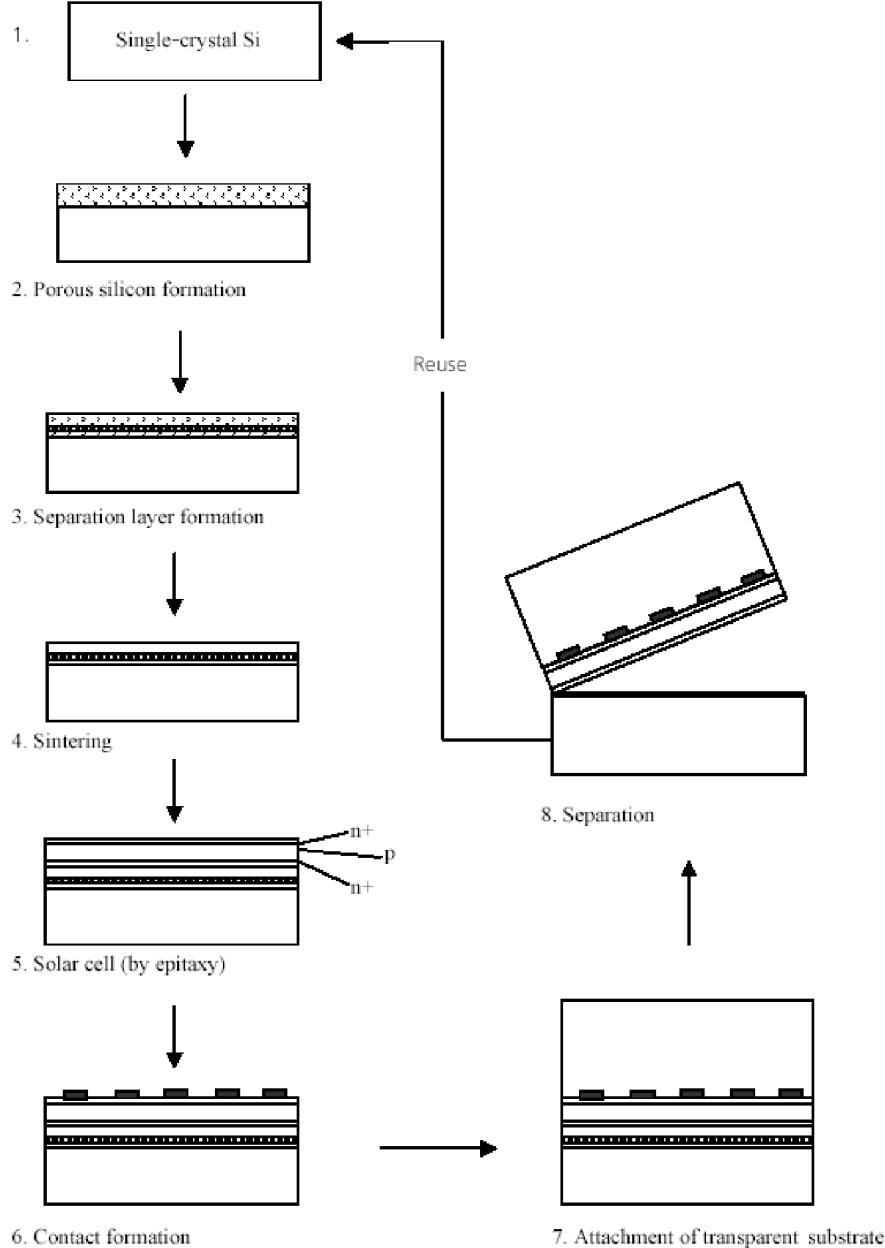 1.
Single-crystal Si
2. Porous silicon formation
Reuse
3. Separation layer formation
4. Sintering
8. Separation
n+
p
n+
5. Solar cell (by epitaxy)
6. Contact formation
7. Attachment of transparent substrate